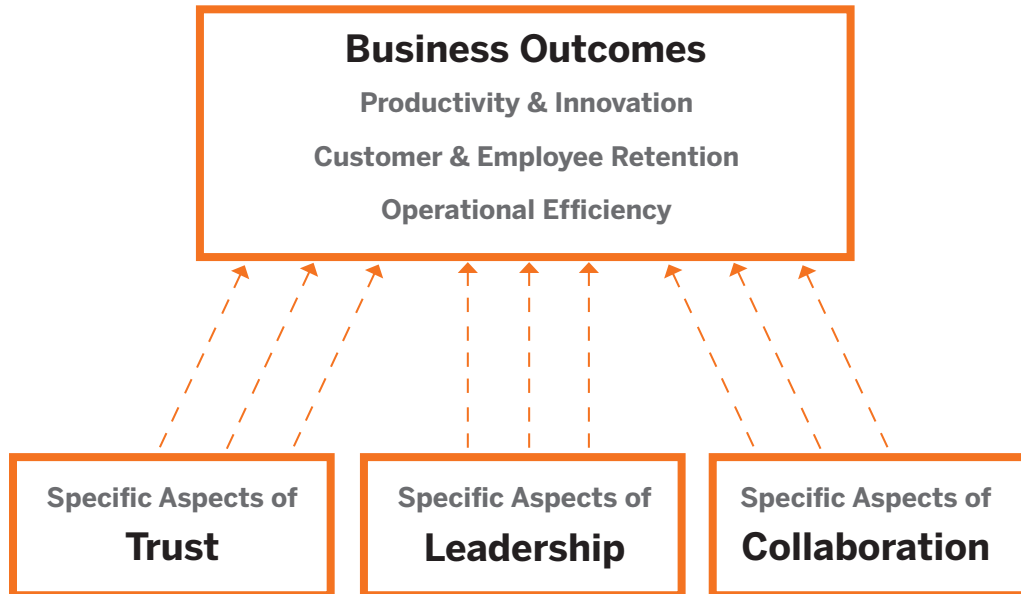 Business Outcomes
Productivity & Innovation
Customer & Employee Retention
Operational Efficiency
Specific Aspects of
Trust
Specific Aspects of
Leadership
Specific Aspects of
Collaboration